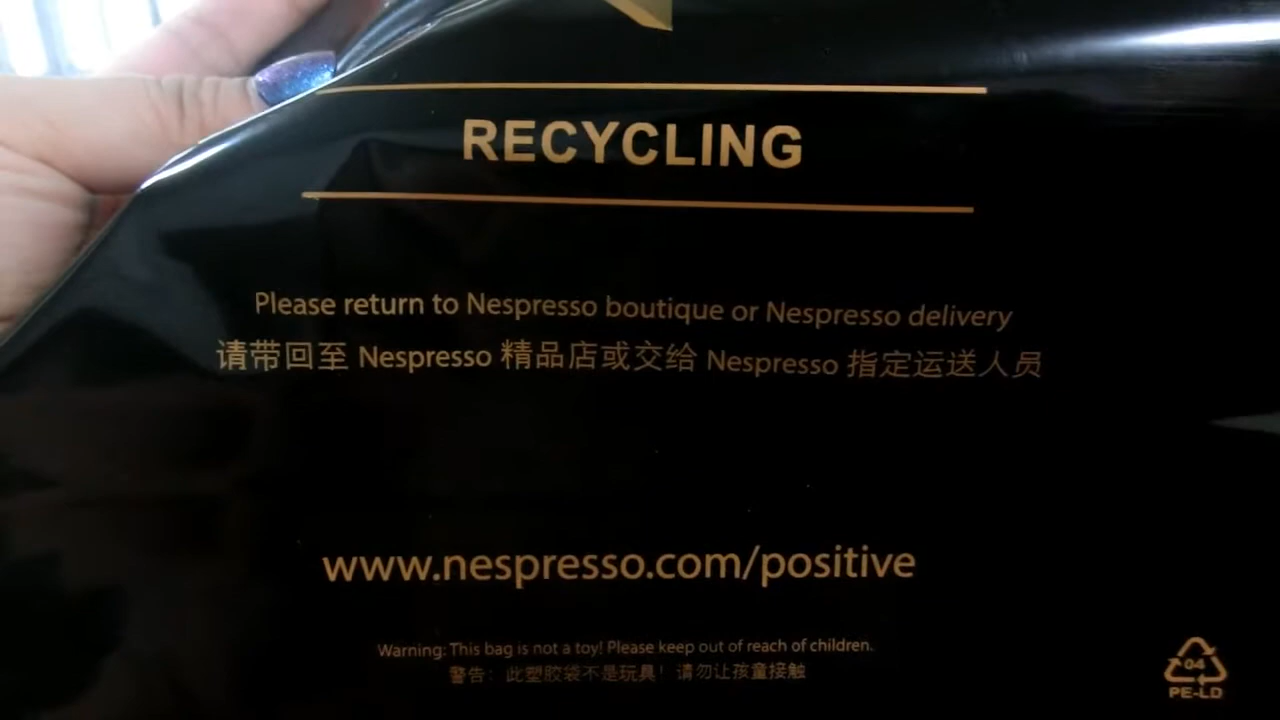 RECYCLING
Please return to Nespresso boutique or Nespresso delivery
请带回至 Nespresso 精品店或交给 Nespresso 指定运送人员
www.nespresso.com/positive
Warning: This bag is not a toy! Please keep out of reach of children.
警告：此塑胶袋不是玩具！请勿让孩童接触
04
PE-LD